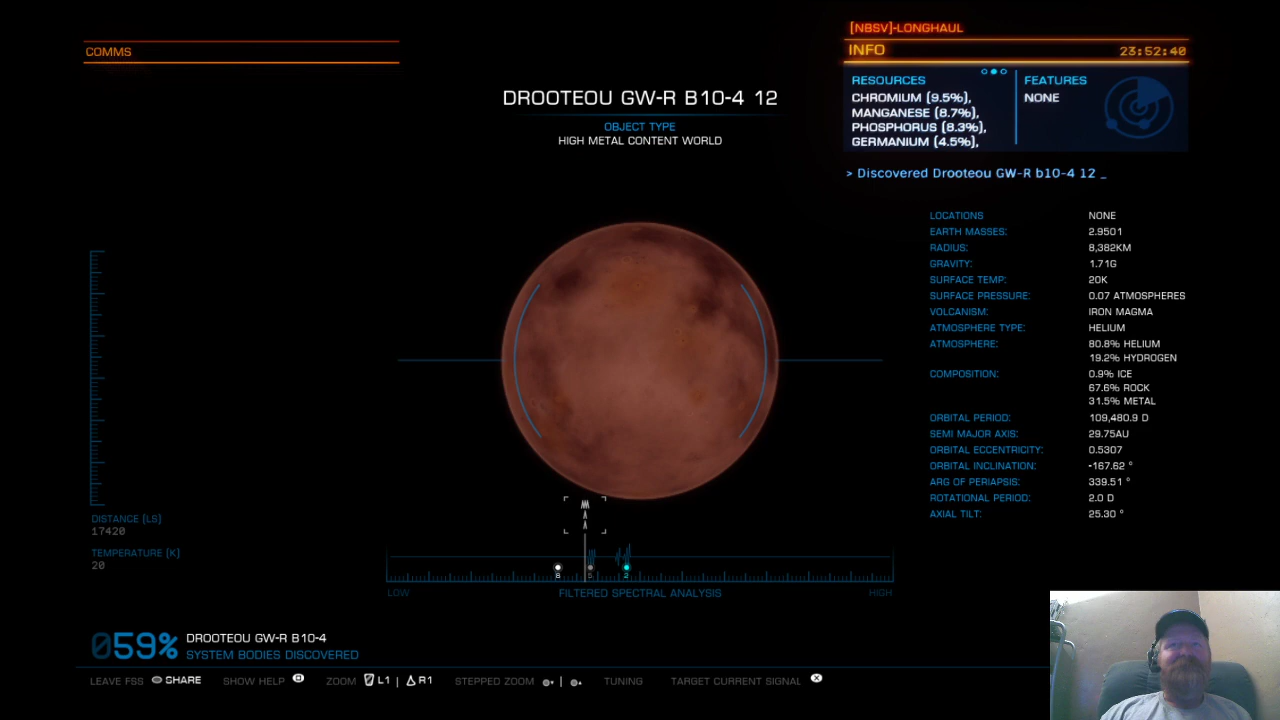 COMMS
[NBSV]-LONGHAUL
INFO 23:52:40
RESOURCES
CHROMIUM (9.5%),
MANGANESE (8.7%),
PHOSPHORUS (8.3%),
GERMANIUM (4.5%),
FEATURES
NONE
> Discovered Drooteou GW-R b10-4 12 _
DROOTEOU GW-R B10-4 12
OBJECT TYPE
HIGH METAL CONTENT WORLD
LOCATIONS NONE
EARTH MASSES: 2.9501
RADIUS: 8,382KM
GRAVITY: 1.71G
SURFACE TEMP: 20K
SURFACE PRESSURE: 0.07 ATMOSPHERES
VOLCANISM: IRON MAGMA
ATMOSPHERE TYPE: HELIUM
ATMOSPHERE: 80.8% HELIUM
19.2% HYDROGEN
COMPOSITION: 0.9% ICE
67.6% ROCK
31.5% METAL
ORBITAL PERIOD: 109,480.9 D
SEMI MAJOR AXIS: 29.75AU
ORBITAL ECCENTRICITY: 0.5307
ORBITAL INCLINATION: -167.62 °
ARG OF PERIAPSIS: 339.51 °
ROTATIONAL PERIOD: 2.0 D
AXIAL TILT: 25.30 °
DISTANCE (LS)
17420
TEMPERATURE (K)
20
8 5 2
LOW FILTERED SPECTRAL ANALYSIS HIGH
059% DROOTEOU GW-R B10-4
SYSTEM BODIES DISCOVERED
LEAVE FSS SHARE SHOW HELP ZOOM L1 | R1 STEPPED ZOOM | TUNING TARGET CURRENT SIGNAL